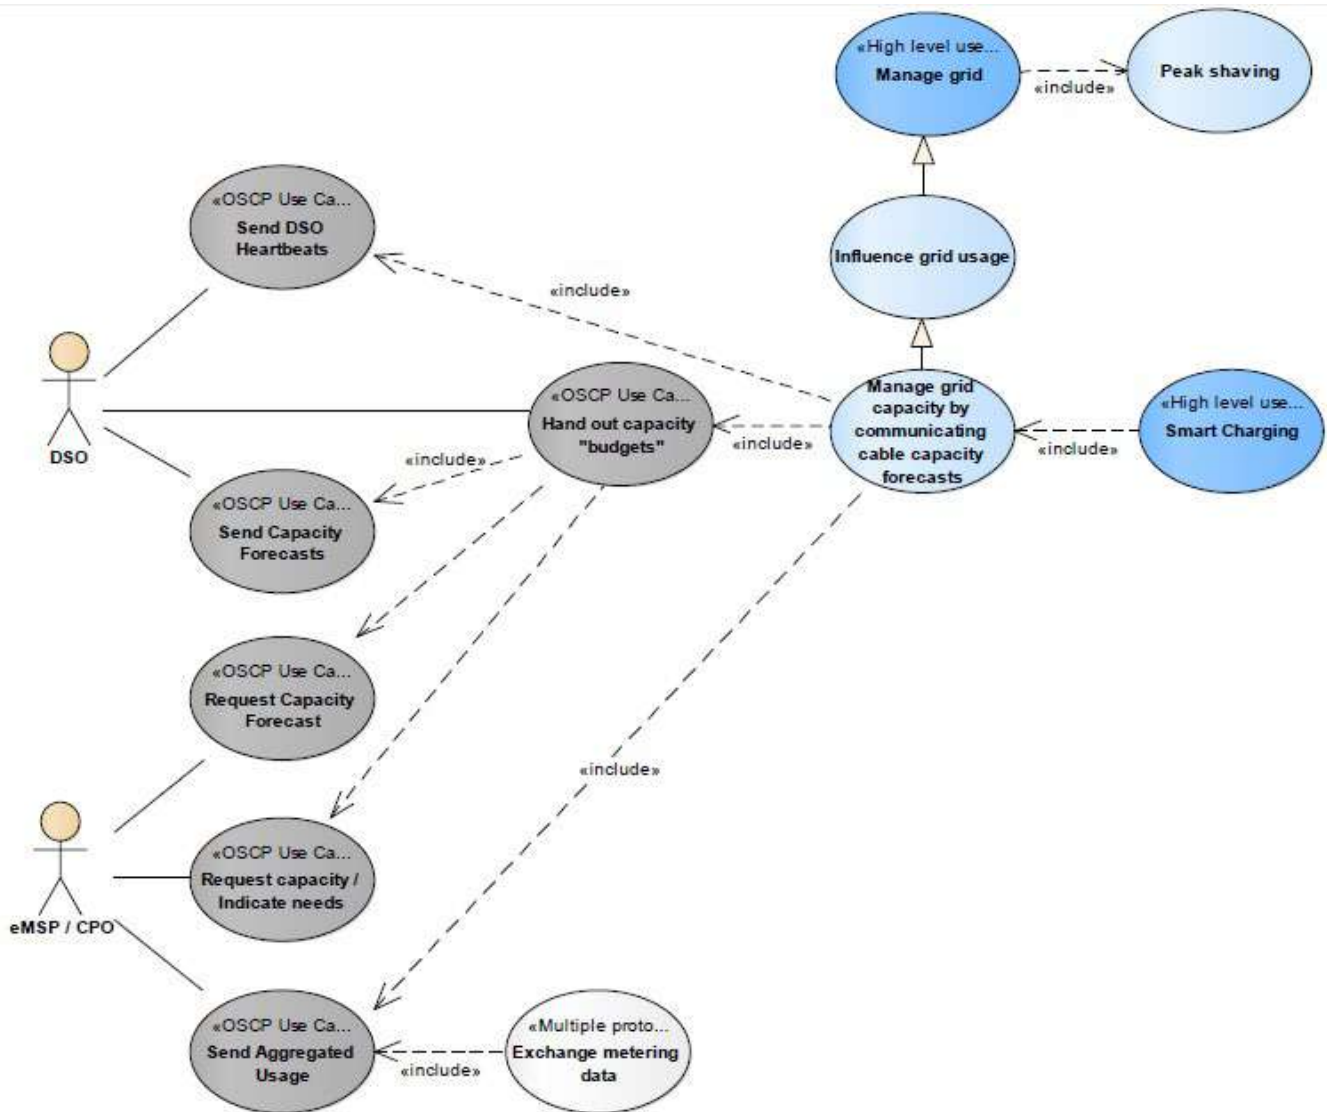 «High level use...
Manage grid
«include»
Peak shaving
«OSCP Use Ca...
Send DSO
Heartbeats
Influence grid usage
«include»
DSO
«OSCP Use Ca...
Hand out capacity
"budgets"
«include»
Manage grid
capacity by
communicating
cable capacity
forecasts
«include»
«High level use...
Smart Charging
«include»
«OSCP Use Ca...
Send Capacity
Forecasts
«OSCP Use Ca...
Request Capacity
Forecast
«include»
eMSP / CPO
«OSCP Use Ca...
Request capacity /
Indicate needs
«OSCP Use Ca...
Send Aggregated
Usage
«include»
«Multiple proto...
Exchange metering
data